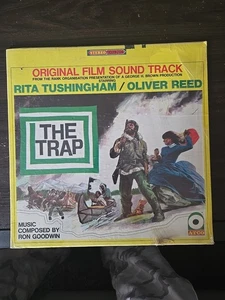 STEREO
ORIGINAL FILM SOUND TRACK
FROM THE RANK ORGANISATION PRESENTATION OF A GEORGE H. BROWN PRODUCTION
STARRING
RITA TUSHINGHAM / OLIVER REED
THE
TRAP
MUSIC
COMPOSED BY
RON GOODWIN
ATCO